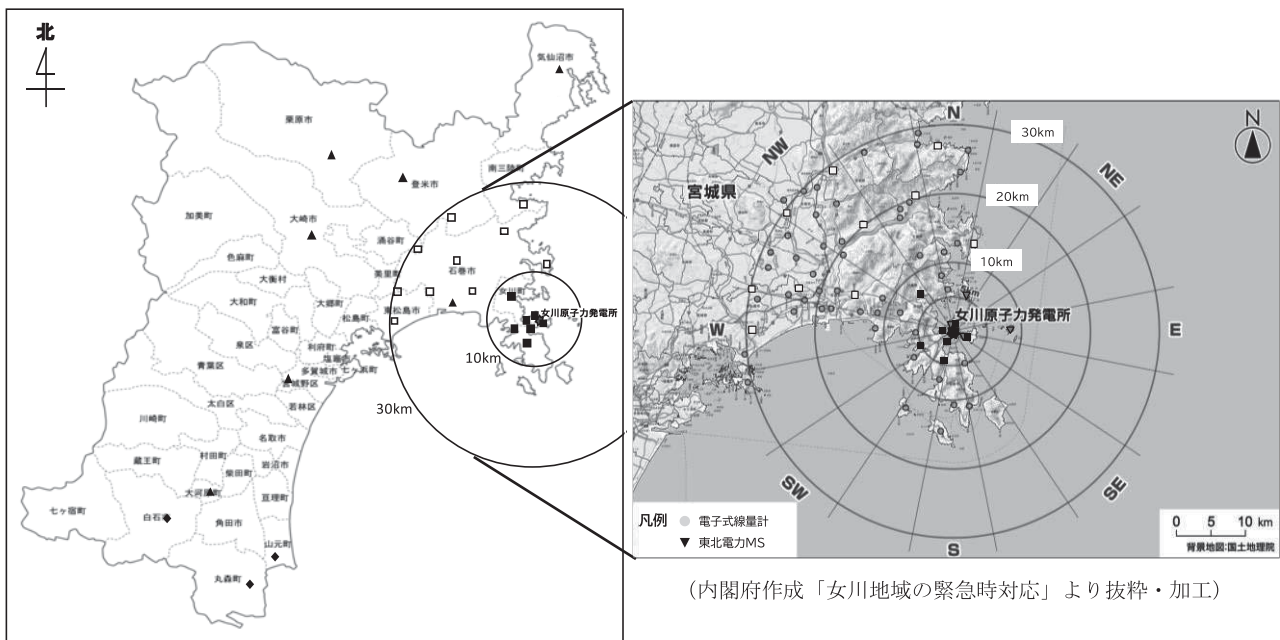 北
気仙沼市
栗原市
南三陸町
登米市
加美町
大崎市
涌谷町
色麻町
美里町
石巻市
大衡村
女川町
大和町
大郷町
東松島市
女川原子力発電所
松島町
富谷町
利府町
泉区
塩竈市
10km
青葉区
多賀城市
七ヶ浜町
宮城野区
30km
太白区
若林区
川崎町
名取市
村田町
蔵王町
柴田町
岩沼市
大河原町
亘理町
七ヶ宿町
白石市
角田市
山元町
丸森町
N
30km
N
NW
NE
宮城県
20km
10km
女川原子力発電所
W
E
SW
SE
凡例
電子式線量計
東北電力MS
S
0 5 10 km
背景地図:国土地理院
(内閣府作成「女川地域の緊急時対応」より抜粋・加工)